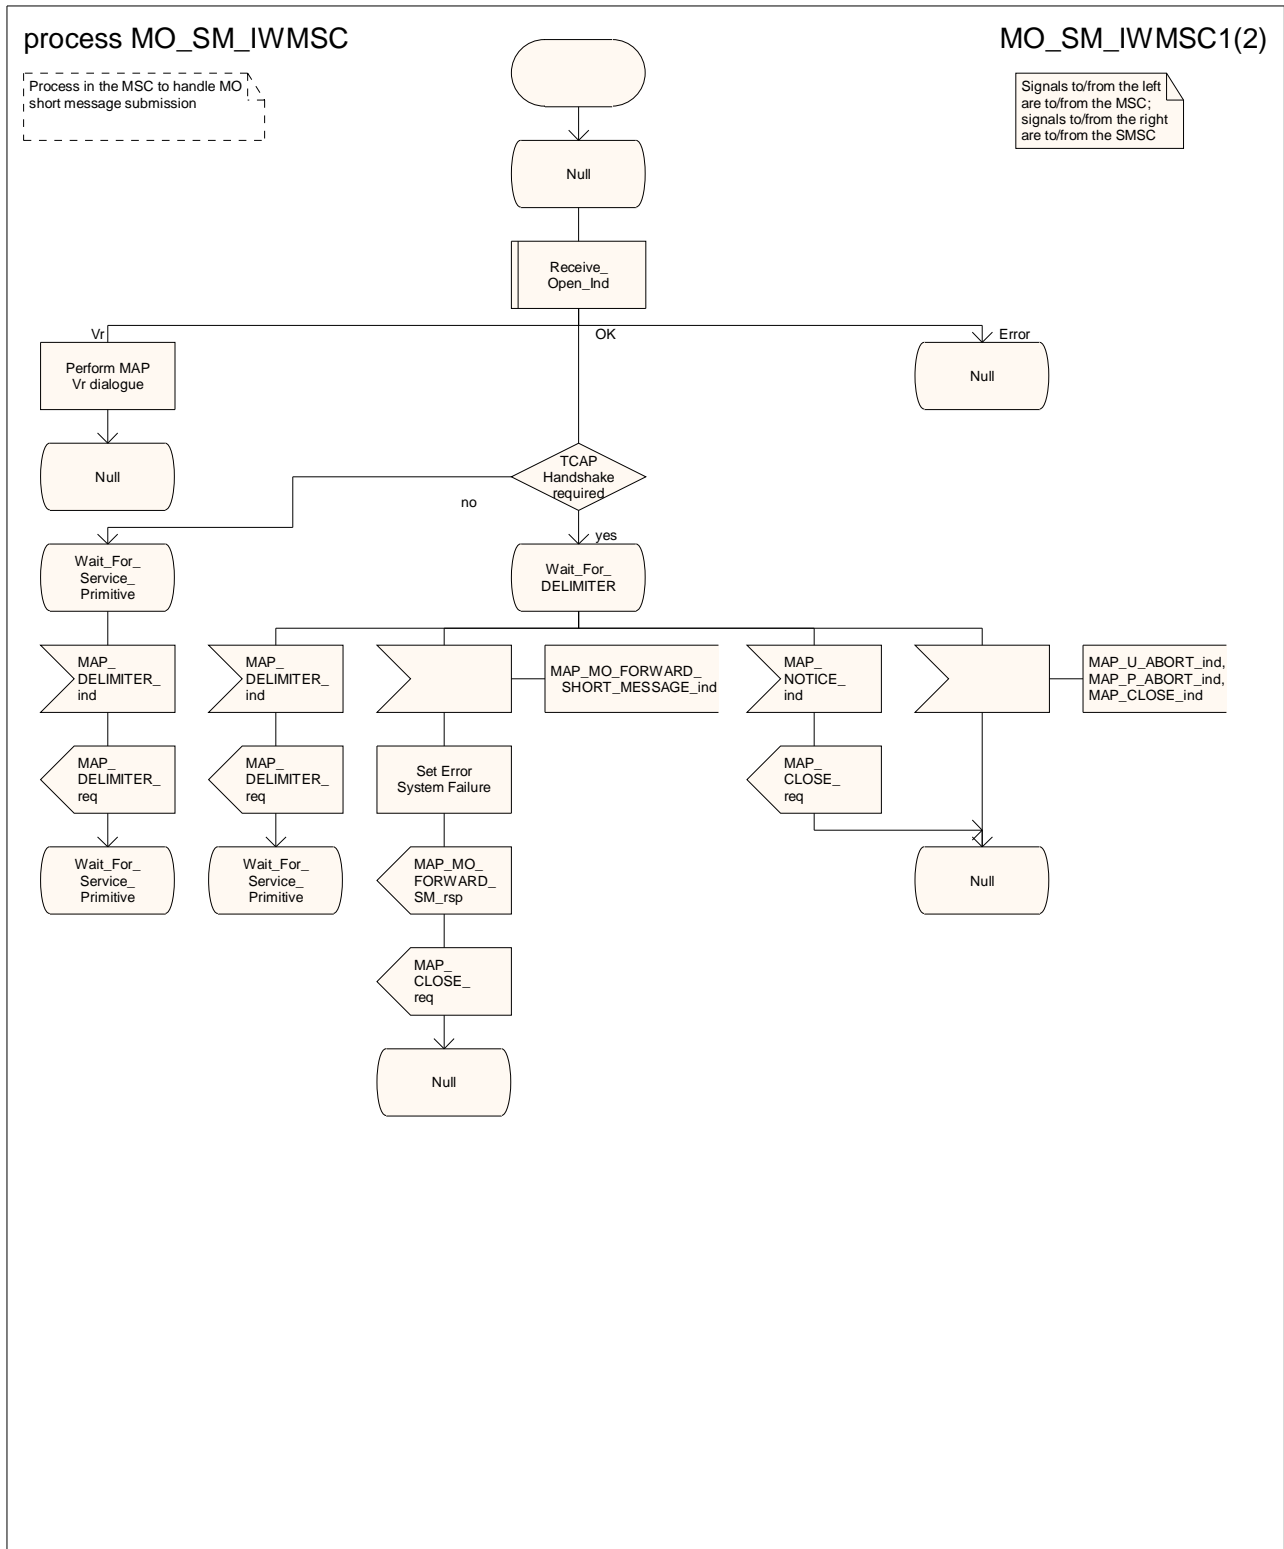 process MO_SM_IWMSC
MO_SM_IWMSC1(2)
Process in the MSC to handle MO
short message submission
Signals to/from the left
are to/from the MSC;
signals to/from the right
are to/from the SMSC
Null
Receive_
Open_Ind
Vr
OK
Error
Perform MAP
Vr dialogue
Null
Null
TCAP
Handshake
required
no
yes
Wait_For_
Service_
Primitive
Wait_For_
DELIMITER
MAP_
DELIMITER_
ind
MAP_
DELIMITER_
ind
MAP_MO_FORWARD_
SHORT_MESSAGE_ind
MAP_
NOTICE_
ind
MAP_U_ABORT_ind,
MAP_P_ABORT_ind,
MAP_CLOSE_ind
MAP_
DELIMITER_
req
MAP_
DELIMITER_
req
Set Error
System Failure
MAP_
CLOSE_
req
Wait_For_
Service_
Primitive
Wait_For_
Service_
Primitive
MAP_MO_
FORWARD_
SM_rsp
Null
MAP_
CLOSE_
req
Null